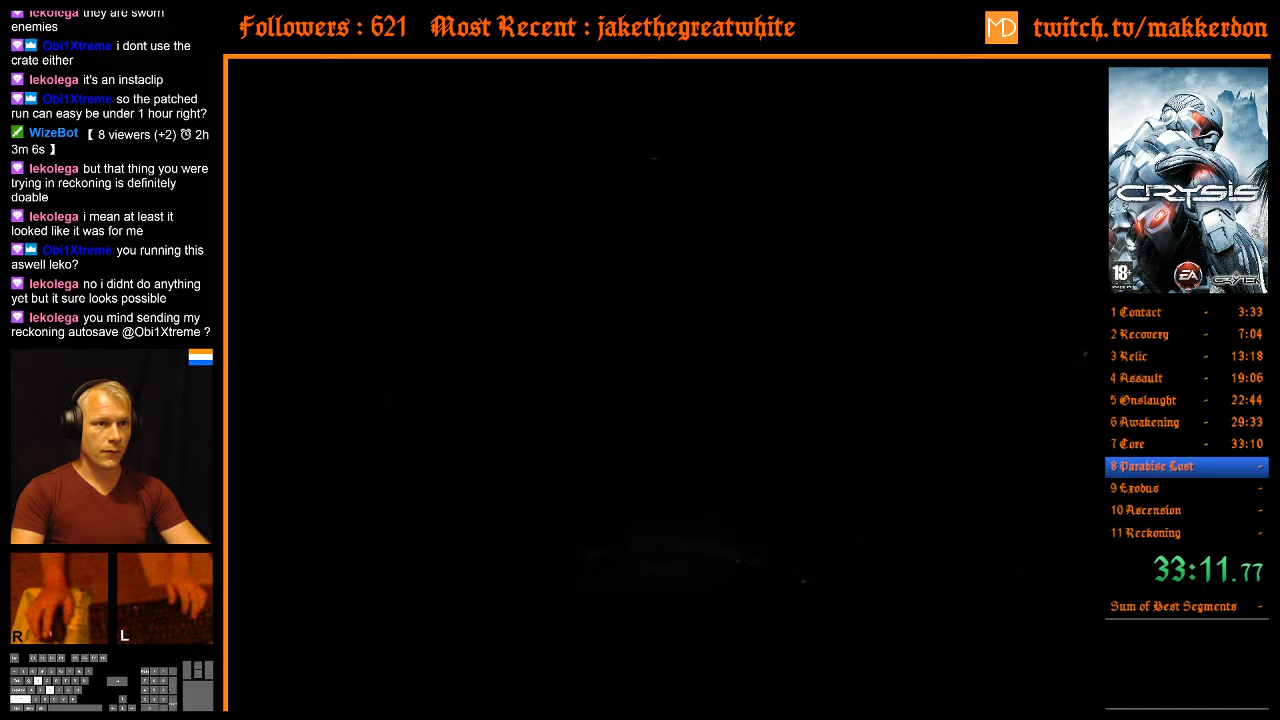 Followers : 621 Most Recent : jakethegreatwhite
MD twitch.tv/makkerdon
lekolega they are sworn
enemies
Obi1Xtreme i dont use the
crate either
lekolega it's an instaclip
Obi1Xtreme so the patched
run can easy be under 1 hour right?
WizeBot 【 8 viewers (+2) ⏰ 2h
3m 6s 】
lekolega but that thing you were
trying in reckoning is definitely
doable
lekolega i mean at least it
looked like it was for me
Obi1Xtreme you running this
aswell leko?
lekolega no i didnt do anything
yet but it sure looks possible
lekolega you mind sending my
reckoning autosave @Obi1Xtreme ?
R
L
CRYSIS
18+
EA
CRYTEK
1 Contact - 3:33
2 Recovery - 7:04
3 Relic - 13:18
4 Assault - 19:06
5 Onslaught - 22:44
6 Awakening - 29:33
7 Core - 33:10
8 Paradise Lost -
9 Exodus -
10 Ascension -
11 Reckoning -
33:11.77
Sum of Best Segments -